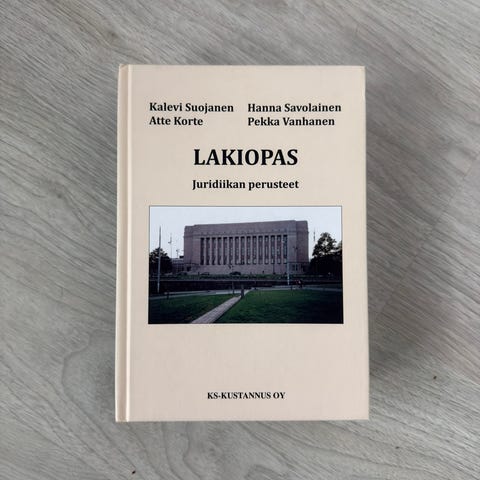 Kalevi Suojanen Hanna Savolainen
Atte Korte Pekka Vanhanen
LAKIOPAS
Juridiikan perusteet
KS-KUSTANNUS OY